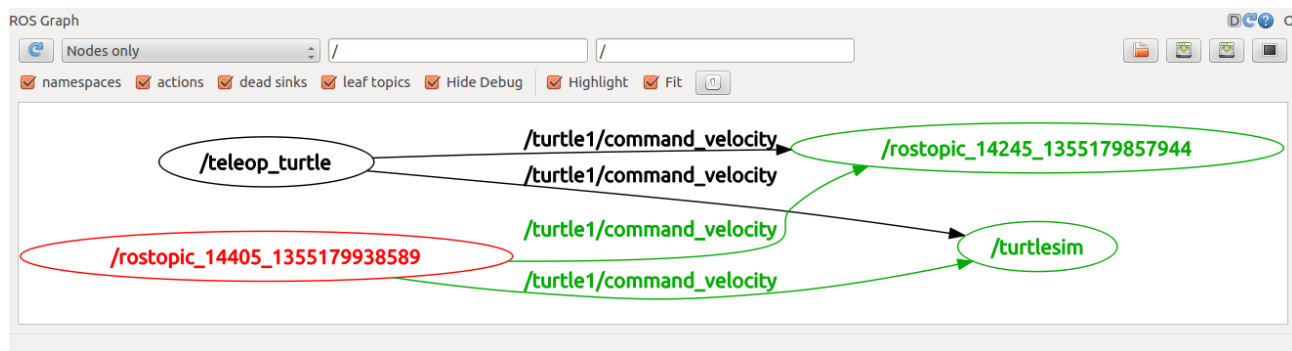 ROS Graph
D C ?
Nodes only
/
/
namespaces actions dead sinks leaf topics Hide Debug Highlight Fit
/teleop_turtle
/turtle1/command_velocity
/rostopic_14245_1355179857944
/turtle1/command_velocity
/turtle1/command_velocity
/turtlesim
/rostopic_14405_1355179938589
/turtle1/command_velocity